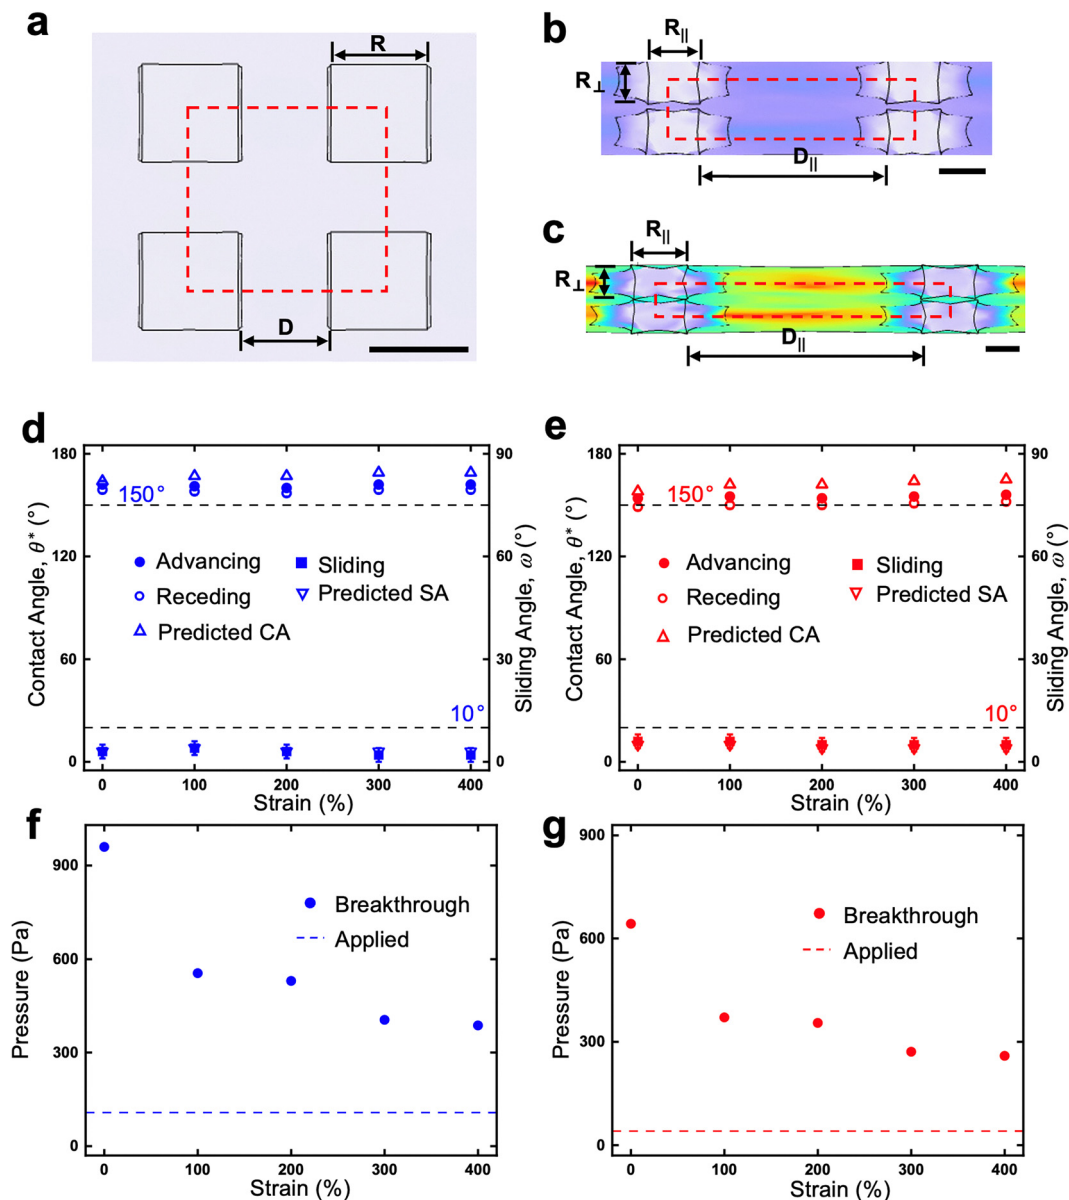 a
R
D
b
R∥
R⊥
D∥
c
R∥
R⊥
D∥
d
180
120
60
0
Contact Angle, θ* (°)
90
60
30
0
Sliding Angle, ω (°)
150°
Advancing
Sliding
Receding
Predicted SA
Predicted CA
10°
0 100 200 300 400
Strain (%)
e
180
120
60
0
Contact Angle, θ* (°)
90
60
30
0
Sliding Angle, ω (°)
150°
Advancing
Sliding
Receding
Predicted SA
Predicted CA
10°
0 100 200 300 400
Strain (%)
f
900
600
300
0
Pressure (Pa)
Breakthrough
Applied
0 100 200 300 400
Strain (%)
g
900
600
300
0
Pressure (Pa)
Breakthrough
Applied
0 100 200 300 400
Strain (%)